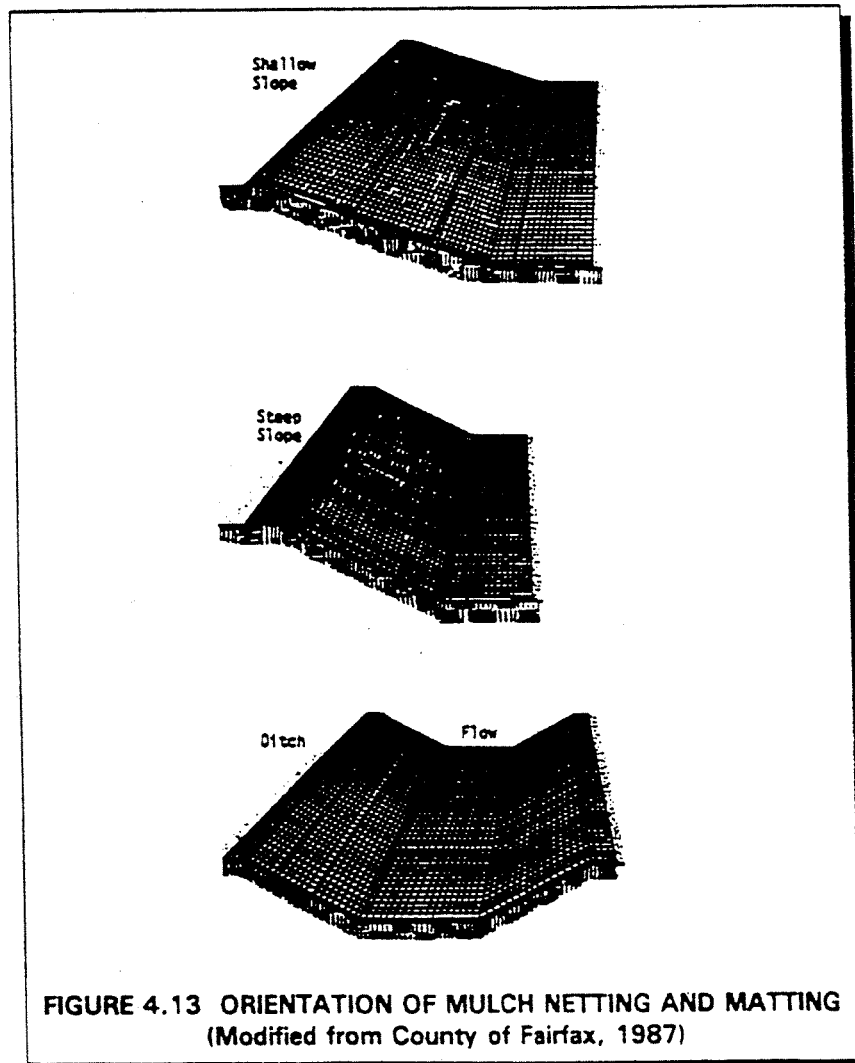 Shallow
Slope
Steep
Slope
Ditch
Flow
FIGURE 4.13 ORIENTATION OF MULCH NETTING AND MATTING
(Modified from County of Fairfax, 1987)